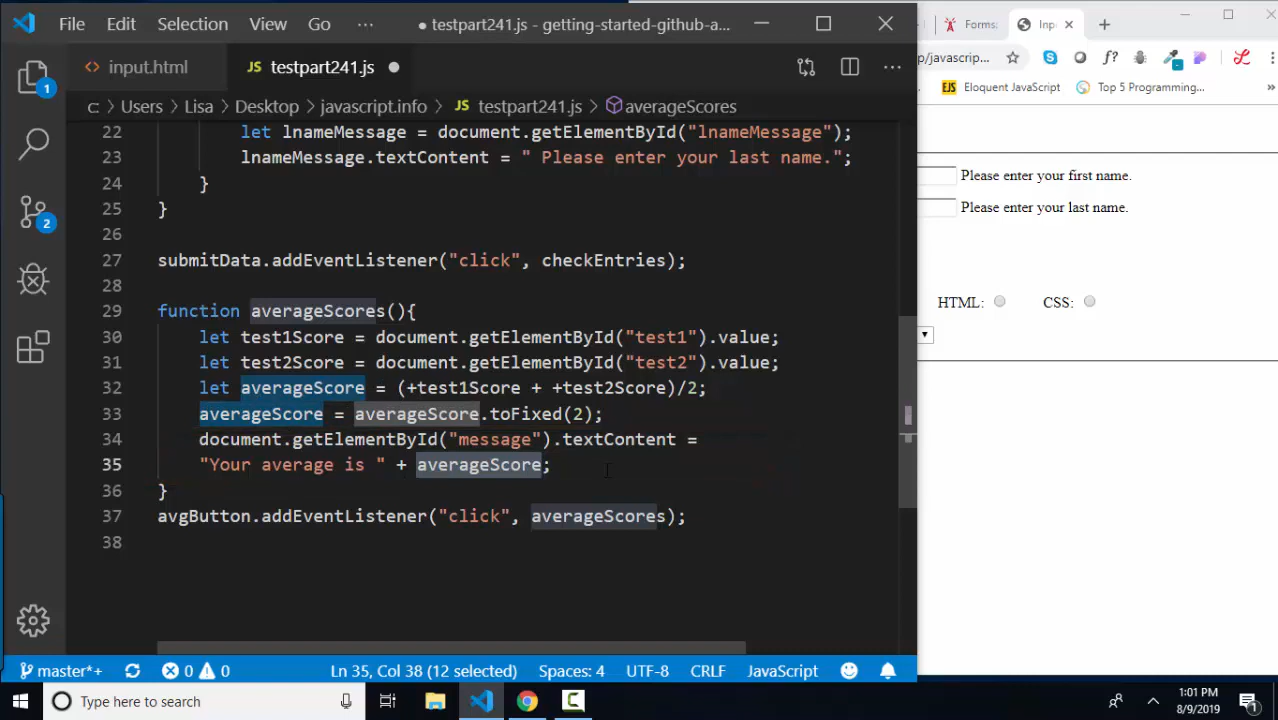 File Edit Selection View Go ··· ● testpart241.js - getting-started-github-a...
Forms:
Inp
<> input.html
JS testpart241.js
p/javascript...
f?
EJS Eloquent JavaScript
Top 5 Programming...
»
C: > Users > Lisa > Desktop > javascript.info > JS testpart241.js > averageScores
1
2
22 let lnameMessage = document.getElementById("lnameMessage");
23 lnameMessage.textContent = " Please enter your last name.";
24 }
25 }
26
27 submitData.addEventListener("click", checkEntries);
28
29 function averageScores(){
30 let test1Score = document.getElementById("test1").value;
31 let test2Score = document.getElementById("test2").value;
32 let averageScore = (+test1Score + +test2Score)/2;
33 averageScore = averageScore.toFixed(2);
34 document.getElementById("message").textContent =
35 "Your average is " + averageScore;
36 }
37 avgButton.addEventListener("click", averageScores);
38
Please enter your first name.
Please enter your last name.
HTML: CSS:
master*+ 0 0 Ln 35, Col 38 (12 selected) Spaces: 4 UTF-8 CRLF JavaScript
Type here to search
1:01 PM
8/9/2019
1